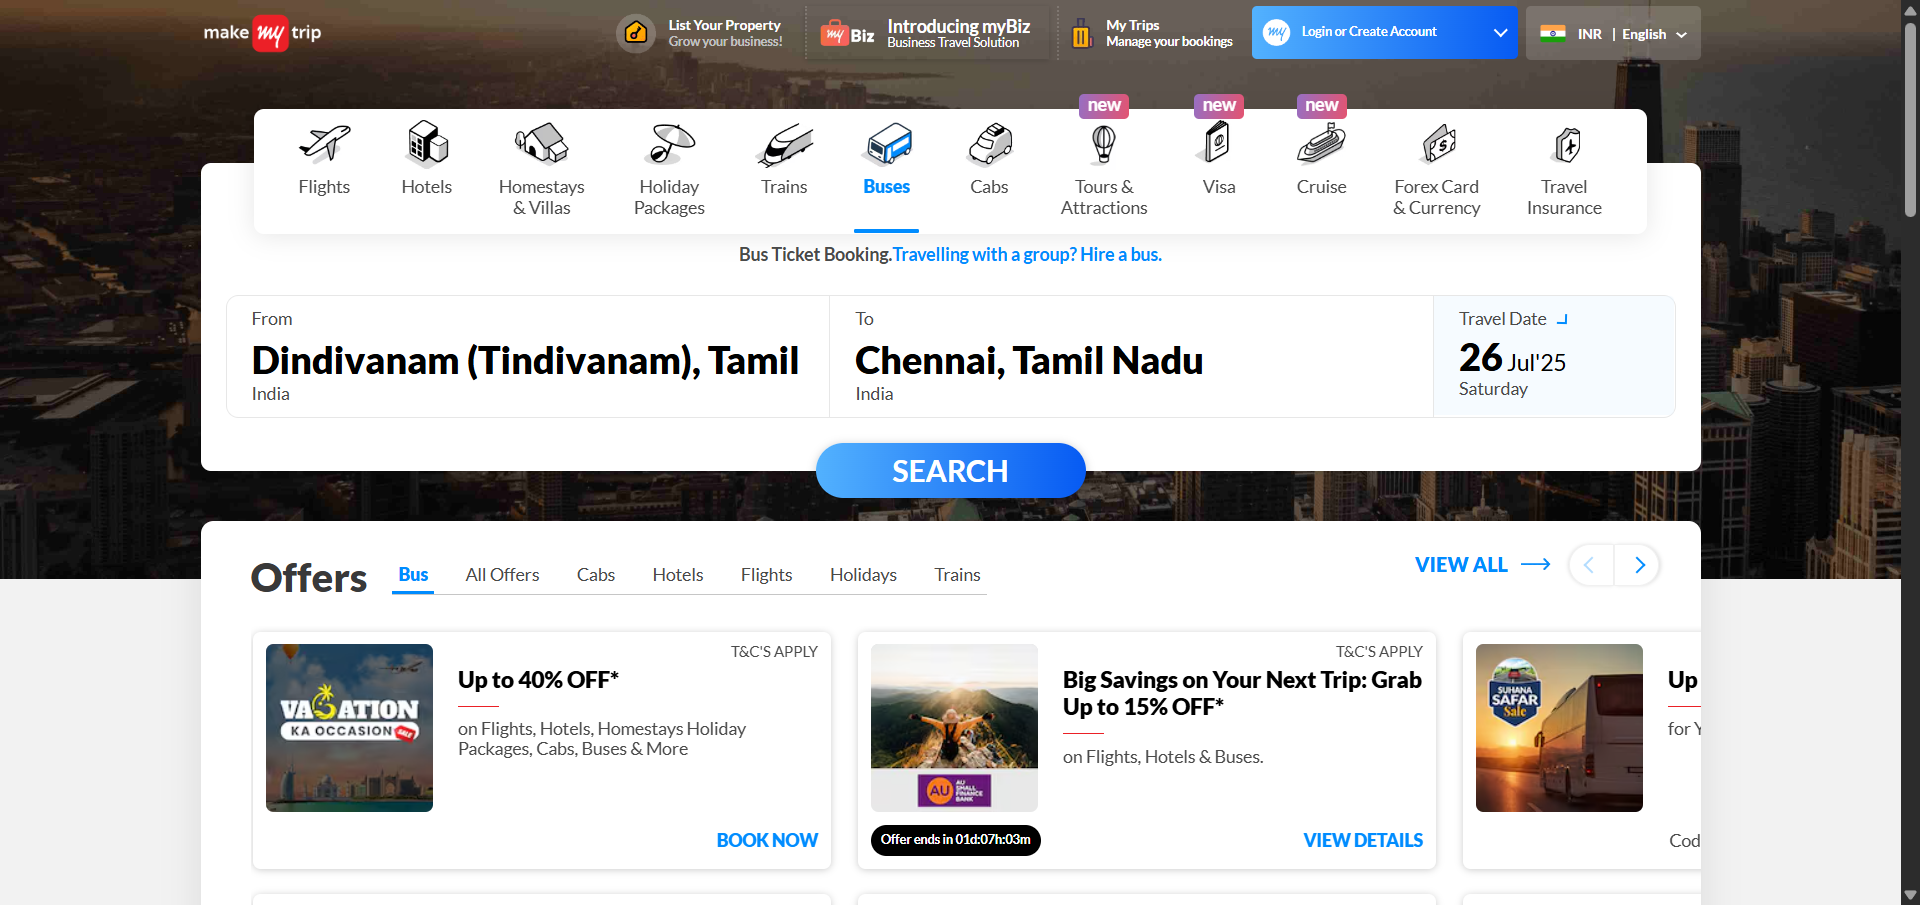 make my trip
List Your Property
Grow your business!
my Biz
Introducing myBiz
Business Travel Solution
My Trips
Manage your bookings
my
Login or Create Account
INR | English
new
new
new
Flights
Hotels
Homestays
& Villas
Holiday
Packages
Trains
Buses
Cabs
Tours &
Attractions
Visa
Cruise
Forex Card
& Currency
Travel
Insurance
Bus Ticket Booking.Travelling with a group? Hire a bus.
From
Dindivanam (Tindivanam), Tamil
India
To
Chennai, Tamil Nadu
India
Travel Date
26 Jul'25
Saturday
SEARCH
Offers
Bus
All Offers
Cabs
Hotels
Flights
Holidays
Trains
VIEW ALL
VACATION
KA OCCASION
SALE
T&C'S APPLY
Up to 40% OFF*
on Flights, Hotels, Homestays Holiday
Packages, Cabs, Buses & More
BOOK NOW
AU
AU
SMALL
FINANCE
BANK
Offer ends in 01d:07h:03m
T&C'S APPLY
Big Savings on Your Next Trip: Grab
Up to 15% OFF*
on Flights, Hotels & Buses.
VIEW DETAILS
SUHANA
SAFAR
Sale
Up
for Y
Cod